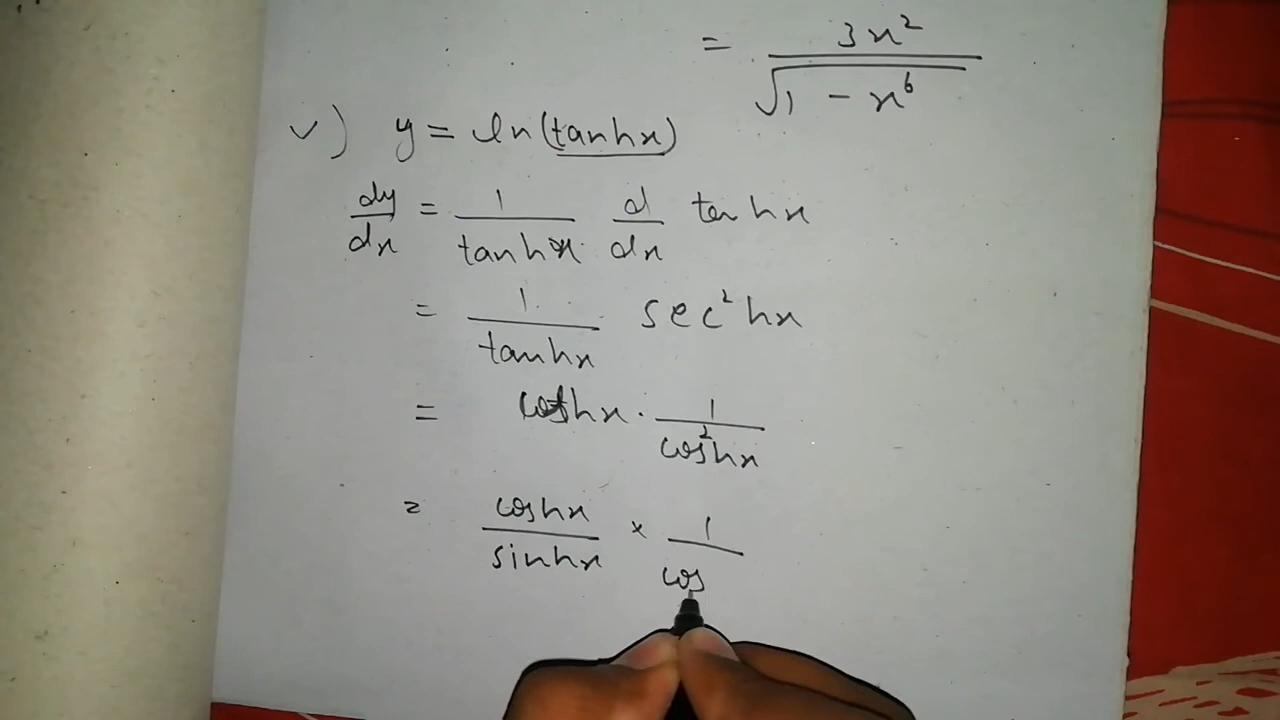 = 3x² / √(1 - x⁶)
v) y = ln(tanhx)
dy/dx = 1/tanhx d/dx tanhx
= 1/tanhx sec²hx
= cothx · 1/cos²hx
= coshx/sinhx × 1/cos